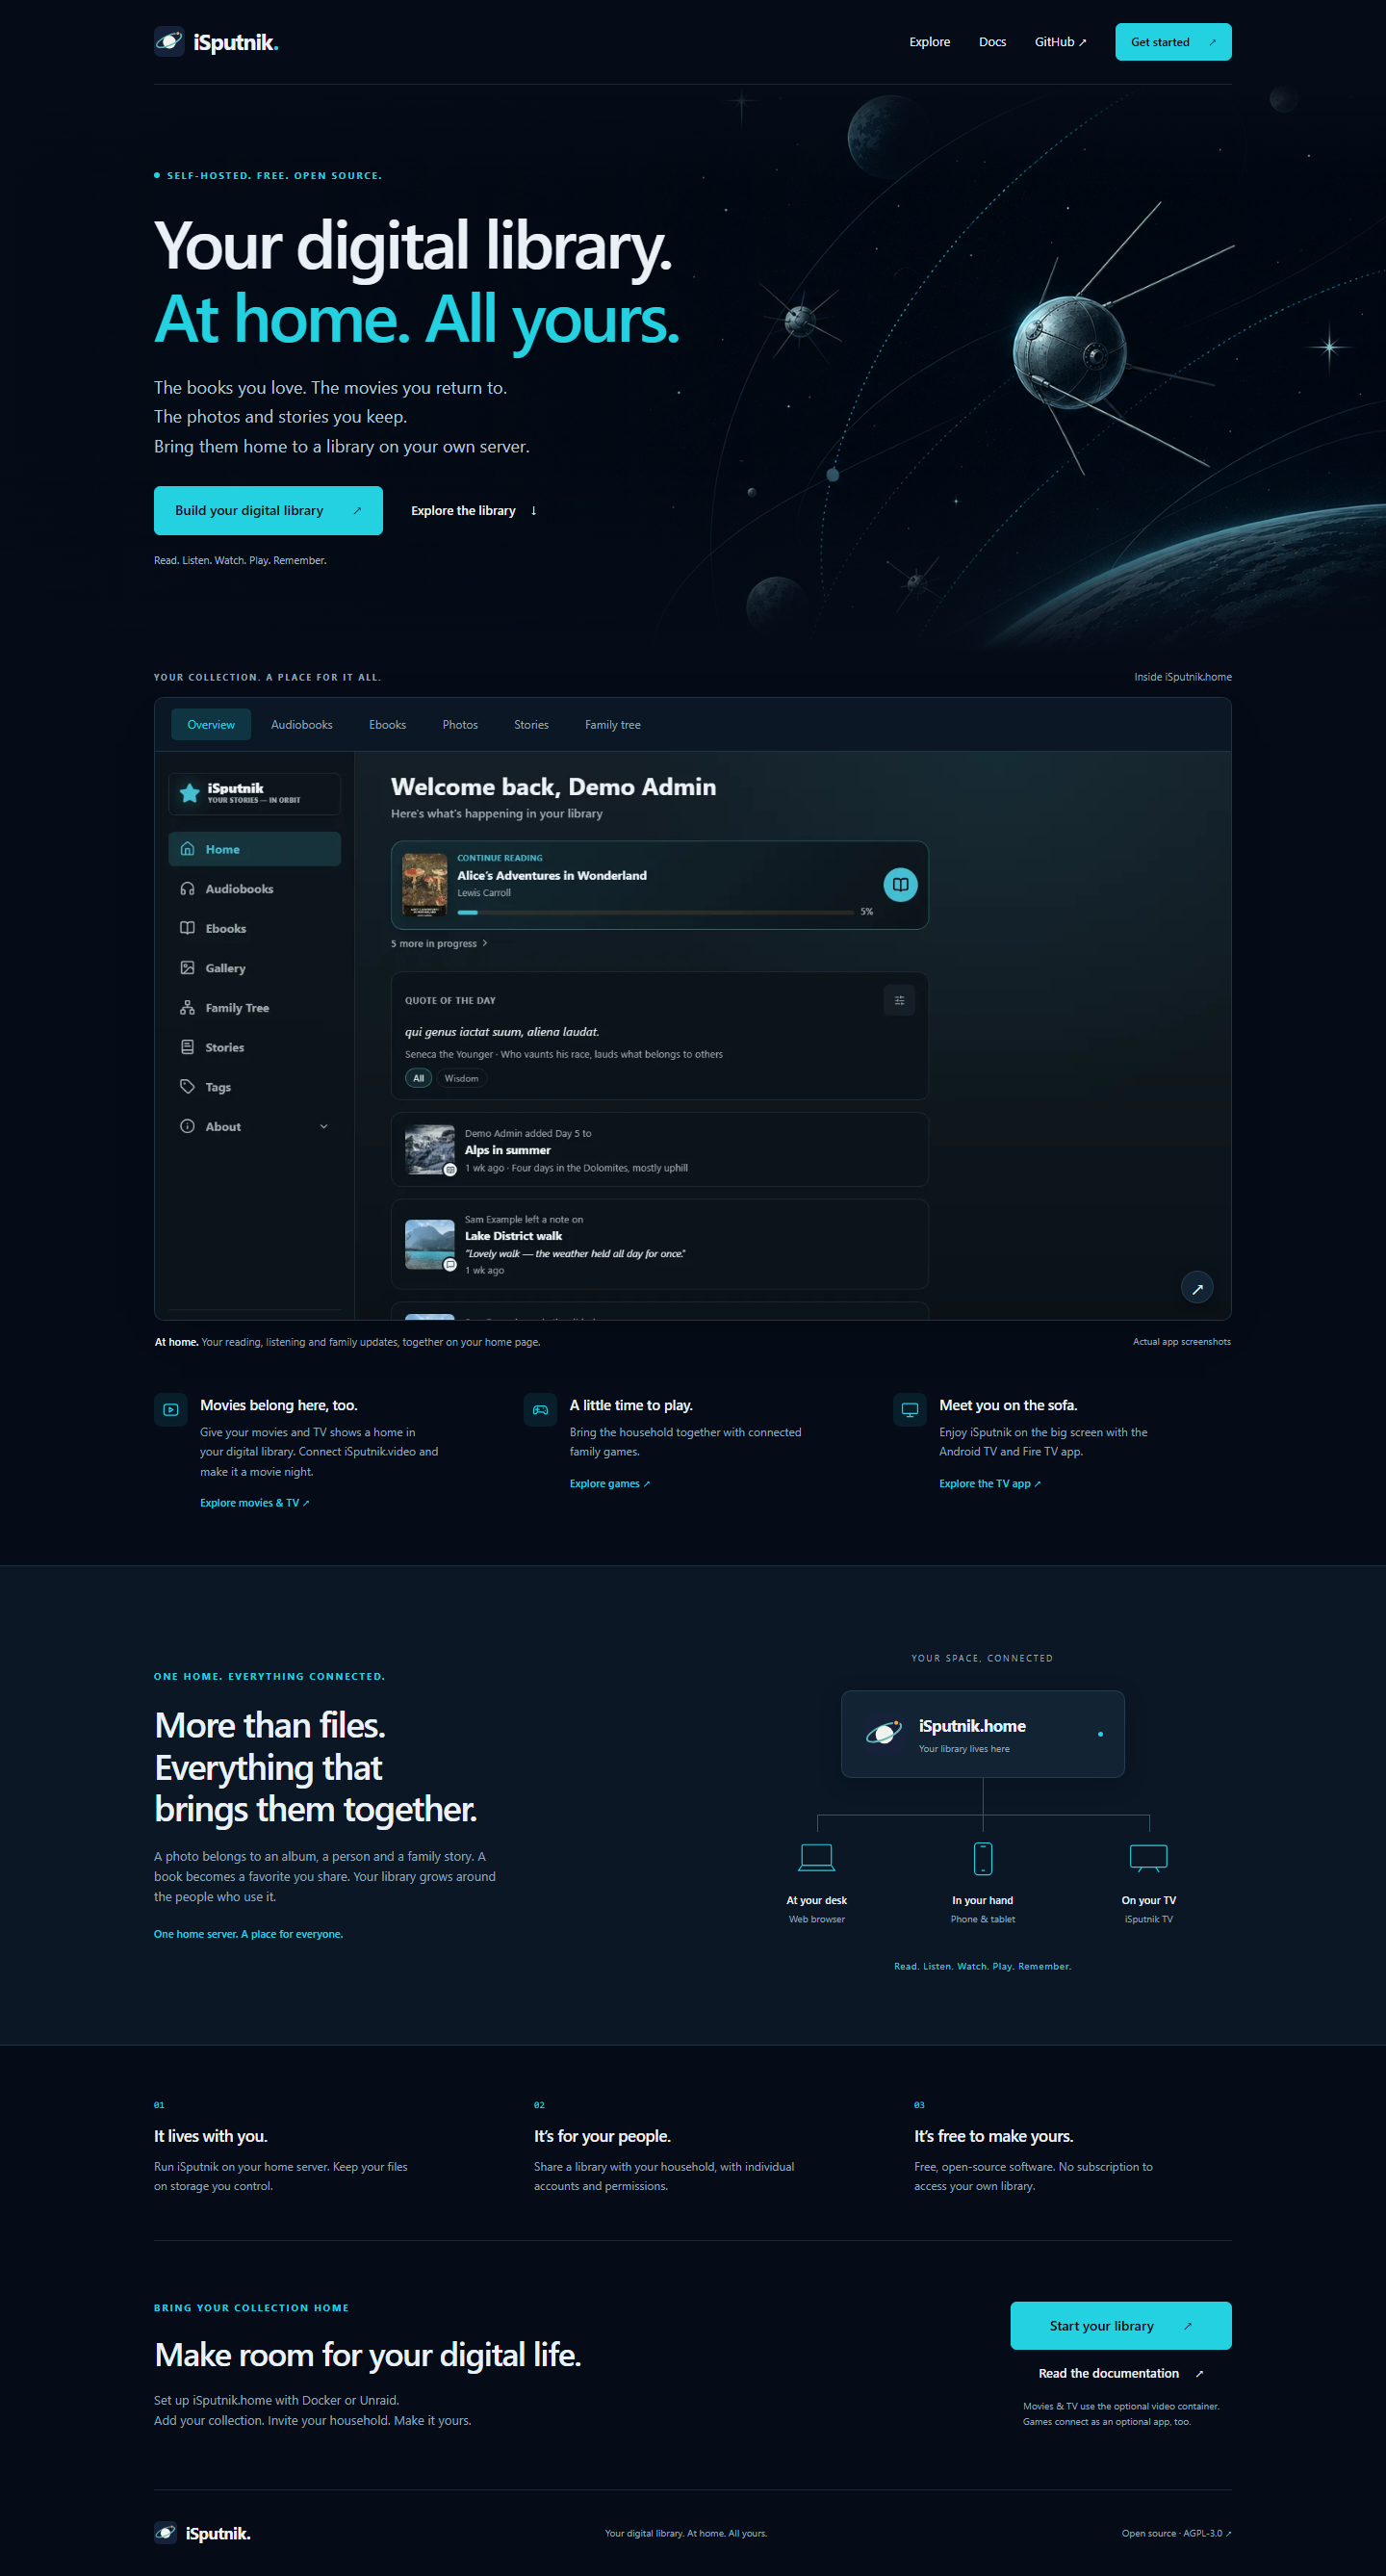 iSputnik.
Explore
Docs
GitHub ↗
Get started ↗
SELF-HOSTED. FREE. OPEN SOURCE.
Your digital library.
At home. All yours.
The books you love. The movies you return to.
The photos and stories you keep.
Bring them home to a library on your own server.
Build your digital library ↗
Explore the library ↓
Read. Listen. Watch. Play. Remember.
YOUR COLLECTION. A PLACE FOR IT ALL.
Inside iSputnik.home
Overview
Audiobooks
Ebooks
Photos
Stories
Family tree
iSputnik
YOUR STORIES — IN ORBIT
Home
Audiobooks
Ebooks
Gallery
Family Tree
Stories
Tags
About
Welcome back, Demo Admin
Here's what's happening in your library
CONTINUE READING
Alice's Adventures in Wonderland
Lewis Carroll
5%
5 more in progress
QUOTE OF THE DAY
qui genus iactat suum, aliena laudat.
Seneca the Younger · Who vaunts his race, lauds what belongs to others
All
Wisdom
Demo Admin added Day 5 to
Alps in summer
1 wk ago · Four days in the Dolomites, mostly uphill
Sam Example left a note on
Lake District walk
"Lovely walk — the weather held all day for once."
1 wk ago
↗
At home. Your reading, listening and family updates, together on your home page.
Actual app screenshots
Movies belong here, too.
Give your movies and TV shows a home in
your digital library. Connect iSputnik.video and
make it a movie night.
Explore movies & TV ↗
A little time to play.
Bring the household together with connected
family games.
Explore games ↗
Meet you on the sofa.
Enjoy iSputnik on the big screen with the
Android TV and Fire TV app.
Explore the TV app ↗
ONE HOME. EVERYTHING CONNECTED.
More than files.
Everything that
brings them together.
A photo belongs to an album, a person and a family story. A
book becomes a favorite you share. Your library grows around
the people who use it.
One home server. A place for everyone.
YOUR SPACE, CONNECTED
iSputnik.home
Your library lives here
At your desk
Web browser
In your hand
Phone & tablet
On your TV
iSputnik TV
Read. Listen. Watch. Play. Remember.
01
It lives with you.
Run iSputnik on your home server. Keep your files
on storage you control.
02
It's for your people.
Share a library with your household, with individual
accounts and permissions.
03
It's free to make yours.
Free, open-source software. No subscription to
access your own library.
BRING YOUR COLLECTION HOME
Make room for your digital life.
Set up iSputnik.home with Docker or Unraid.
Add your collection. Invite your household. Make it yours.
Start your library ↗
Read the documentation ↗
Movies & TV use the optional video container.
Games connect as an optional app, too.
iSputnik.
Your digital library. At home. All yours.
Open source · AGPL-3.0 ↗